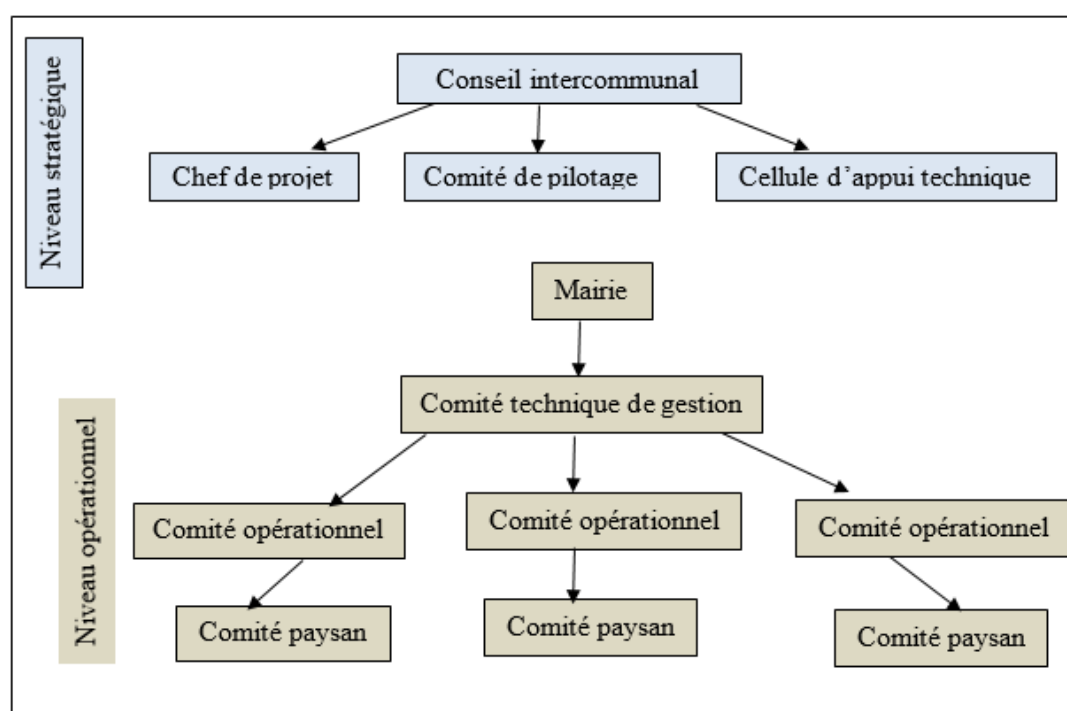 Niveau stratégique
Conseil intercommunal
Chef de projet
Comité de pilotage
Cellule d'appui technique
Niveau opérationnel
Mairie
Comité technique de gestion
Comité opérationnel
Comité opérationnel
Comité opérationnel
Comité paysan
Comité paysan
Comité paysan